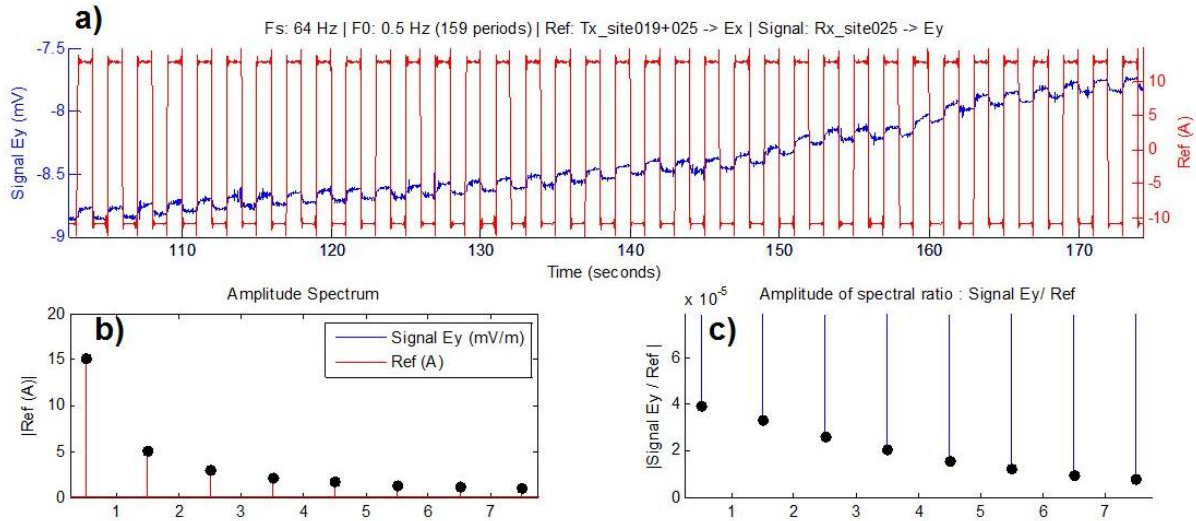 a)
Fs: 64 Hz | F0: 0.5 Hz (159 periods) | Ref: Tx_site019+025 -> Ex | Signal: Rx_site025 -> Ey
Signal Ey (mV)
-7.5
-8
-8.5
-9
Ref (A)
10
5
0
-5
-10
110 120 130 140 150 160 170
Time (seconds)
b)
Amplitude Spectrum
|Ref (A)|
20
15
10
5
0
Signal Ey (mV/m)
Ref (A)
1 2 3 4 5 6 7
c)
x 10-5
Amplitude of spectral ratio : Signal Ey/ Ref
|Signal Ey / Ref |
6
4
2
0
1 2 3 4 5 6 7